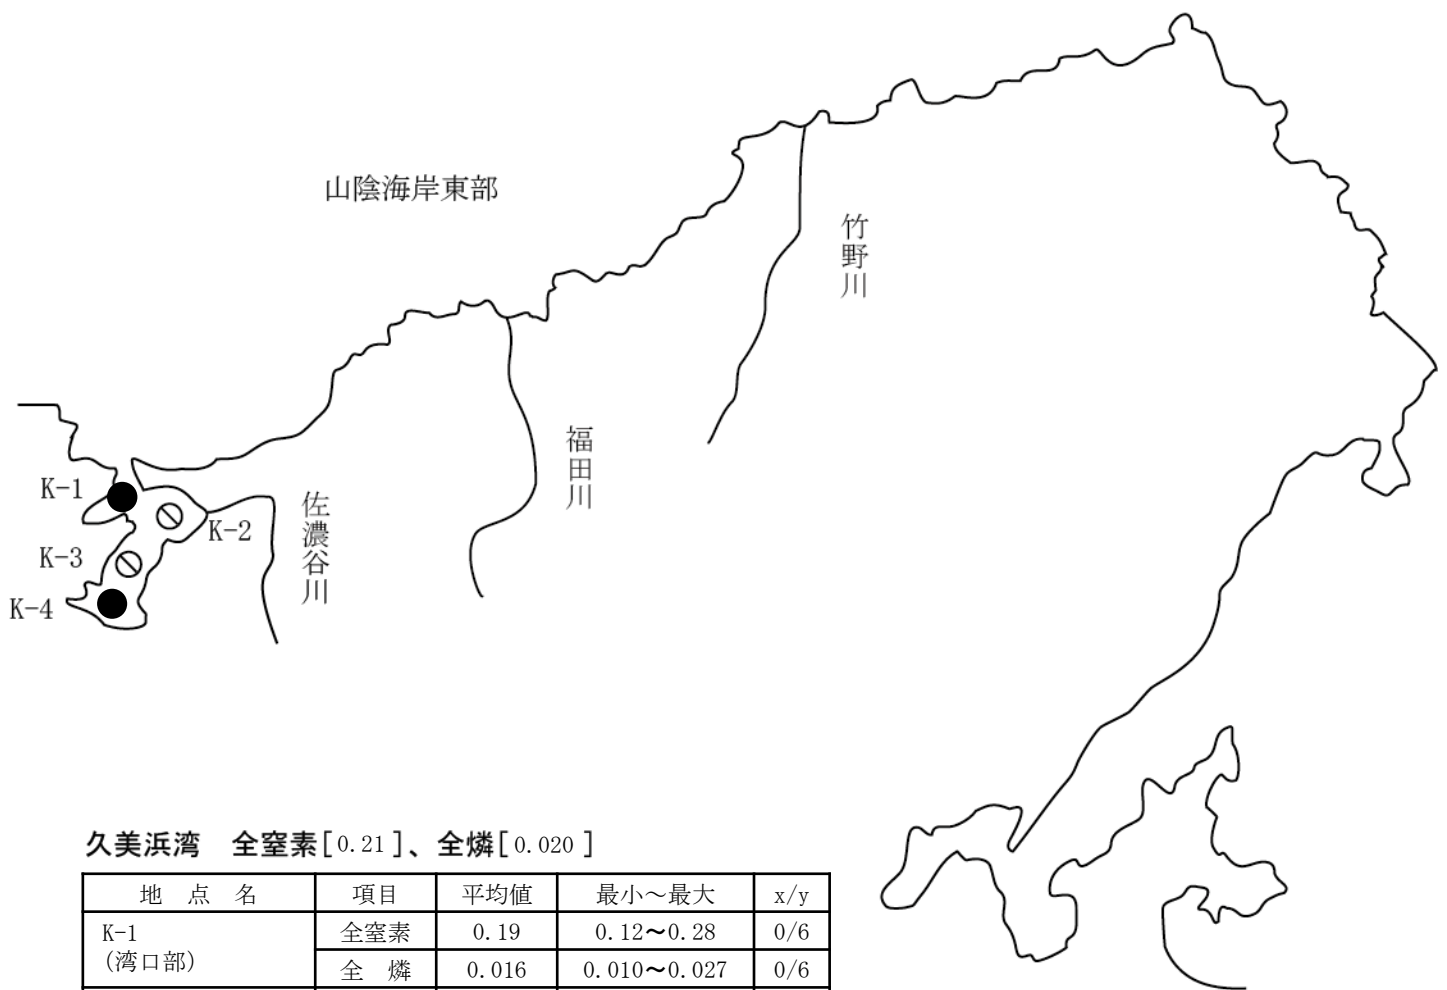 山陰海岸東部
竹野川
福田川
佐濃谷川
K-1
K-2
K-3
K-4
久美浜湾　全窒素[0.21]、全燐[0.020]
地　点　名 項目 平均値 最小～最大 x/y
K-1
(湾口部)
全窒素 0.19 0.12～0.28 0/6
全　燐 0.016 0.010～0.027 0/6